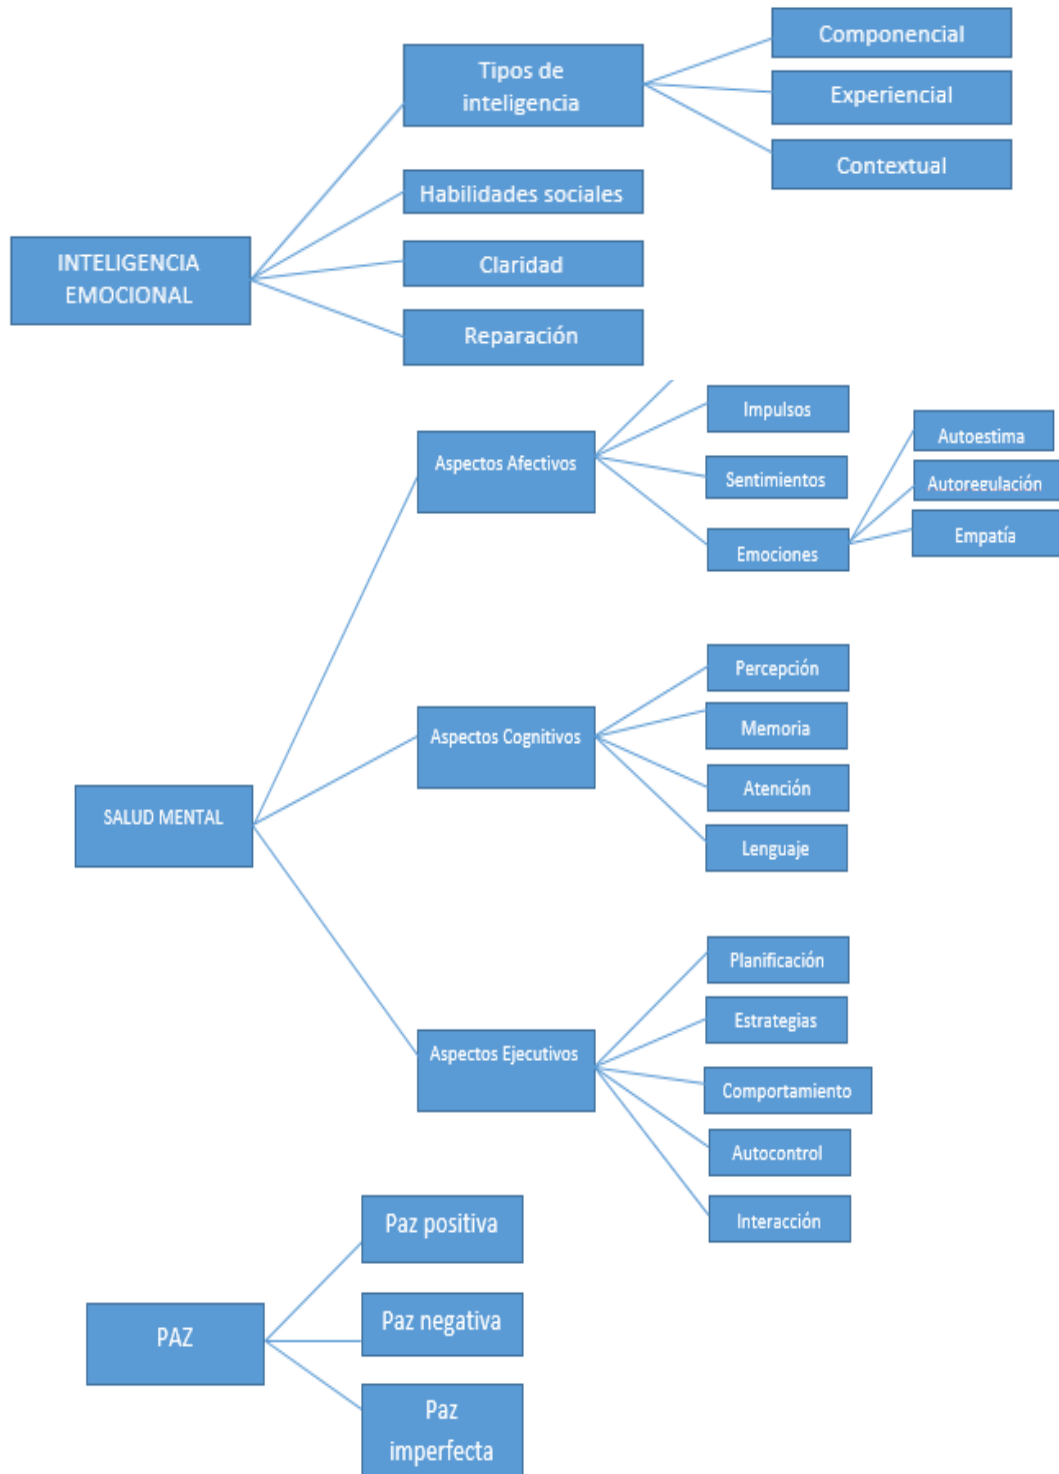 Componencial
Tipos de
inteligencia
Experiencial
Contextual
Habilidades sociales
INTELIGENCIA
EMOCIONAL
Claridad
Reparación
Impulsos
Aspectos Afectivos
Autoestima
Sentimientos
Autoregulación
Emociones
Empatía
Percepción
Aspectos Cognitivos
Memoria
Atención
SALUD MENTAL
Lenguaje
Planificación
Estrategias
Aspectos Ejecutivos
Comportamiento
Autocontrol
Interacción
Paz positiva
PAZ
Paz negativa
Paz
imperfecta